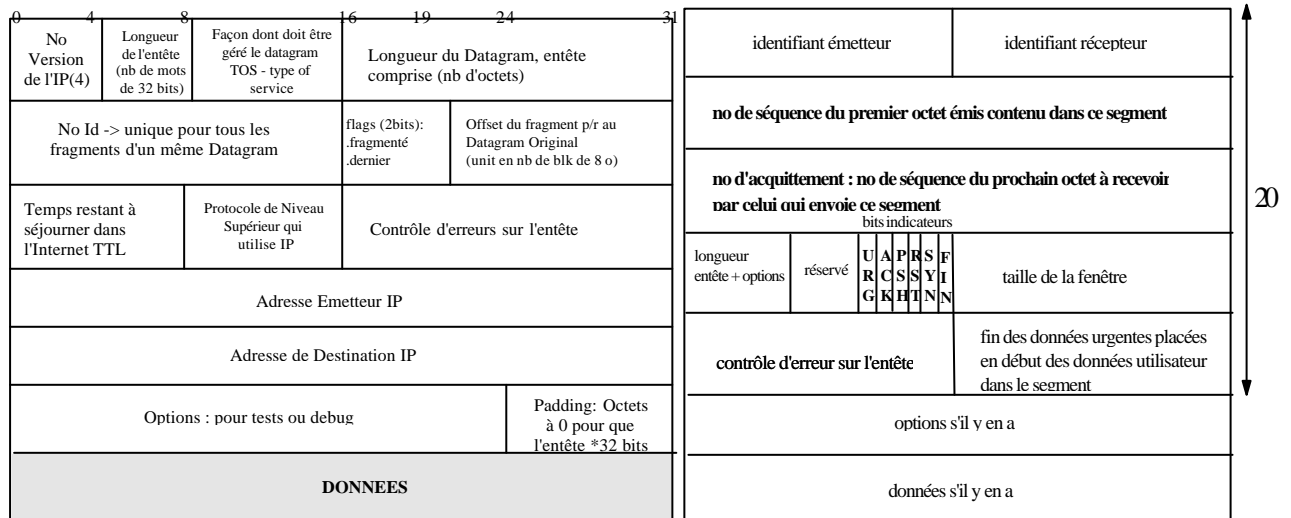 0 4 8 16 19 24 31
No
Version
de l'IP(4)
Longueur
de l'entête
(nb de mots
de 32 bits)
Façon dont doit être
géré le datagram
TOS - type of
service
Longueur du Datagram, entête
comprise (nb d'octets)
No Id -> unique pour tous les
fragments d'un même Datagram
flags (2bits):
.fragmenté
.dernier
Offset du fragment p/r au
Datagram Original
(unit en nb de blk de 8 o)
Temps restant à
séjourner dans
l'Internet TTL
Protocole de Niveau
Supérieur qui
utilise IP
Contrôle d'erreurs sur l'entête
Adresse Emetteur IP
Adresse de Destination IP
Options : pour tests ou debug
Padding: Octets
à 0 pour que
l'entête *32 bits
DONNEES
identifiant émetteur
identifiant récepteur
no de séquence du premier octet émis contenu dans ce segment
no d'acquittement : no de séquence du prochain octet à recevoir
par celui qui envoie ce segment
bits indicateurs
longueur
entête + options
réservé
URG
ACK
PSH
RST
SYN
FIN
taille de la fenêtre
contrôle d'erreur sur l'entête
fin des données urgentes placées
en début des données utilisateur
dans le segment
options s'il y en a
données s'il y en a
20